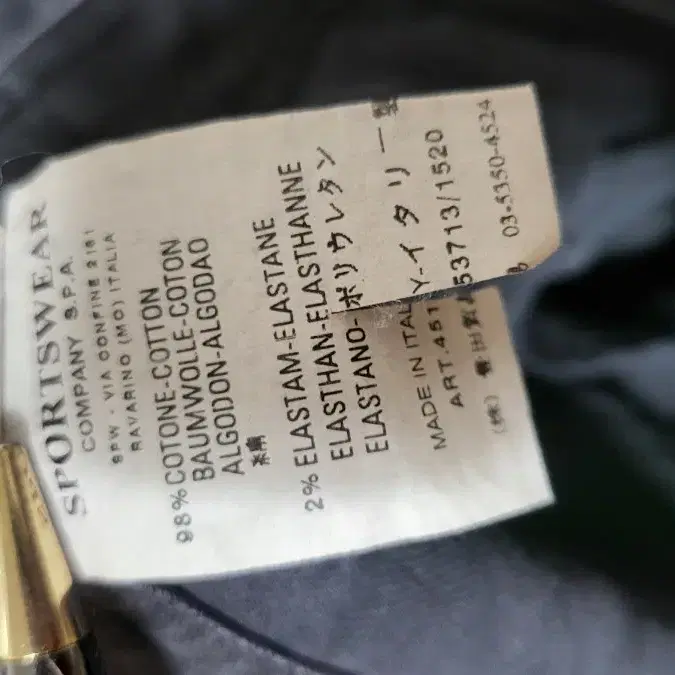 SPORTSWEAR
COMPANY S.P.A.
SPW - VIA CONFINE 2161
RAVARINO (MO) ITALIA
98% COTONE-COTTON
BAUMWOLLE-COTON
ALGODON-ALGODAO
綿
2% ELASTAM-ELASTANE
ELASTHAN-ELASTHANNE
ELASTANO-ポリウレタン
MADE IN ITALY-イタリー製
ART.451 53713/1520
(株)
03-5350-4524